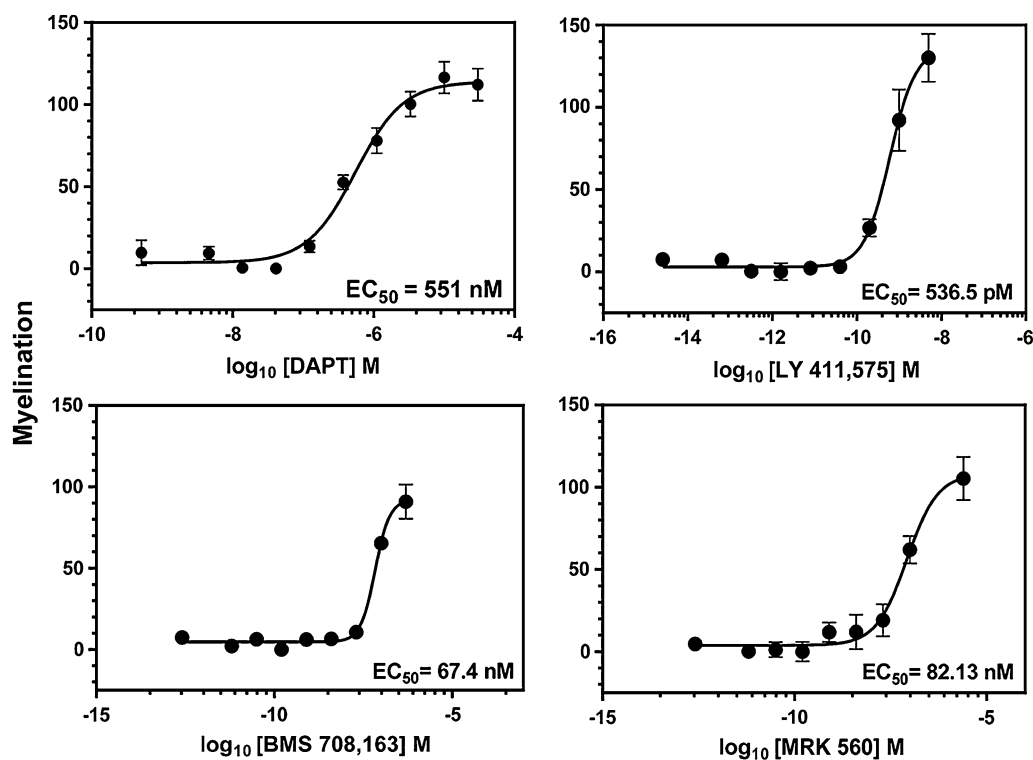 Myelination
150
100
50
0
EC50 = 551 nM
-10 -8 -6 -4
log10 [DAPT] M
150
100
50
0
EC50= 536.5 pM
-16 -14 -12 -10 -8 -6
log10 [LY 411,575] M
150
100
50
0
EC50= 67.4 nM
-15 -10 -5
log10 [BMS 708,163] M
150
100
50
0
EC50= 82.13 nM
-15 -10 -5
log10 [MRK 560] M